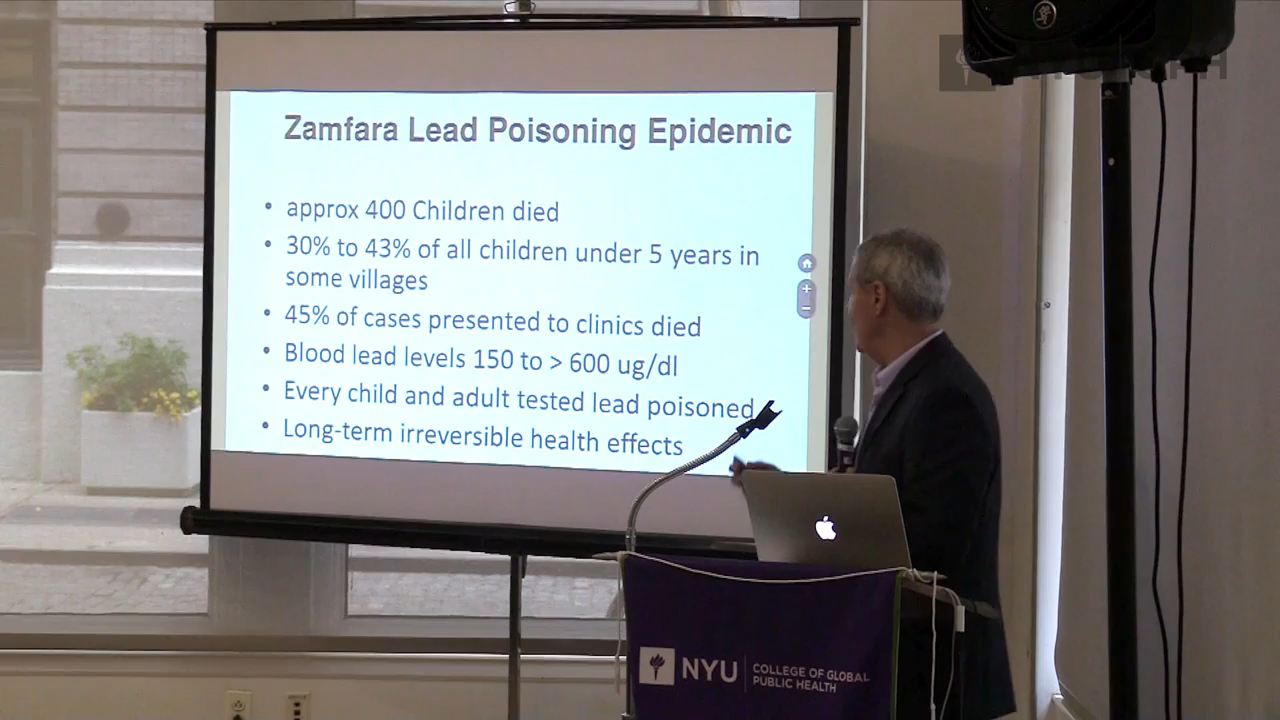 Zamfara Lead Poisoning Epidemic
• approx 400 Children died
• 30% to 43% of all children under 5 years in
some villages
• 45% of cases presented to clinics died
• Blood lead levels 150 to > 600 ug/dl
• Every child and adult tested lead poisoned
• Long-term irreversible health effects
NYU
COLLEGE OF GLOBAL
PUBLIC HEALTH